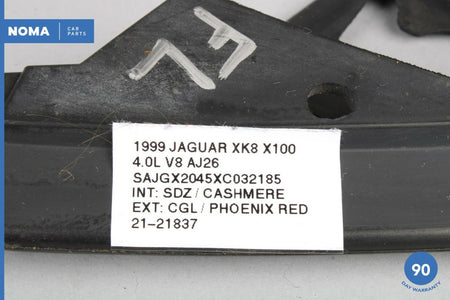 NOMA
CAR
PARTS
FL
1999 JAGUAR XK8 X100
4.0L V8 AJ26
SAJGX2045XC032185
INT: SDZ / CASHMERE
EXT: CGL / PHOENIX RED
21-21837
90
DAY WARRANTY